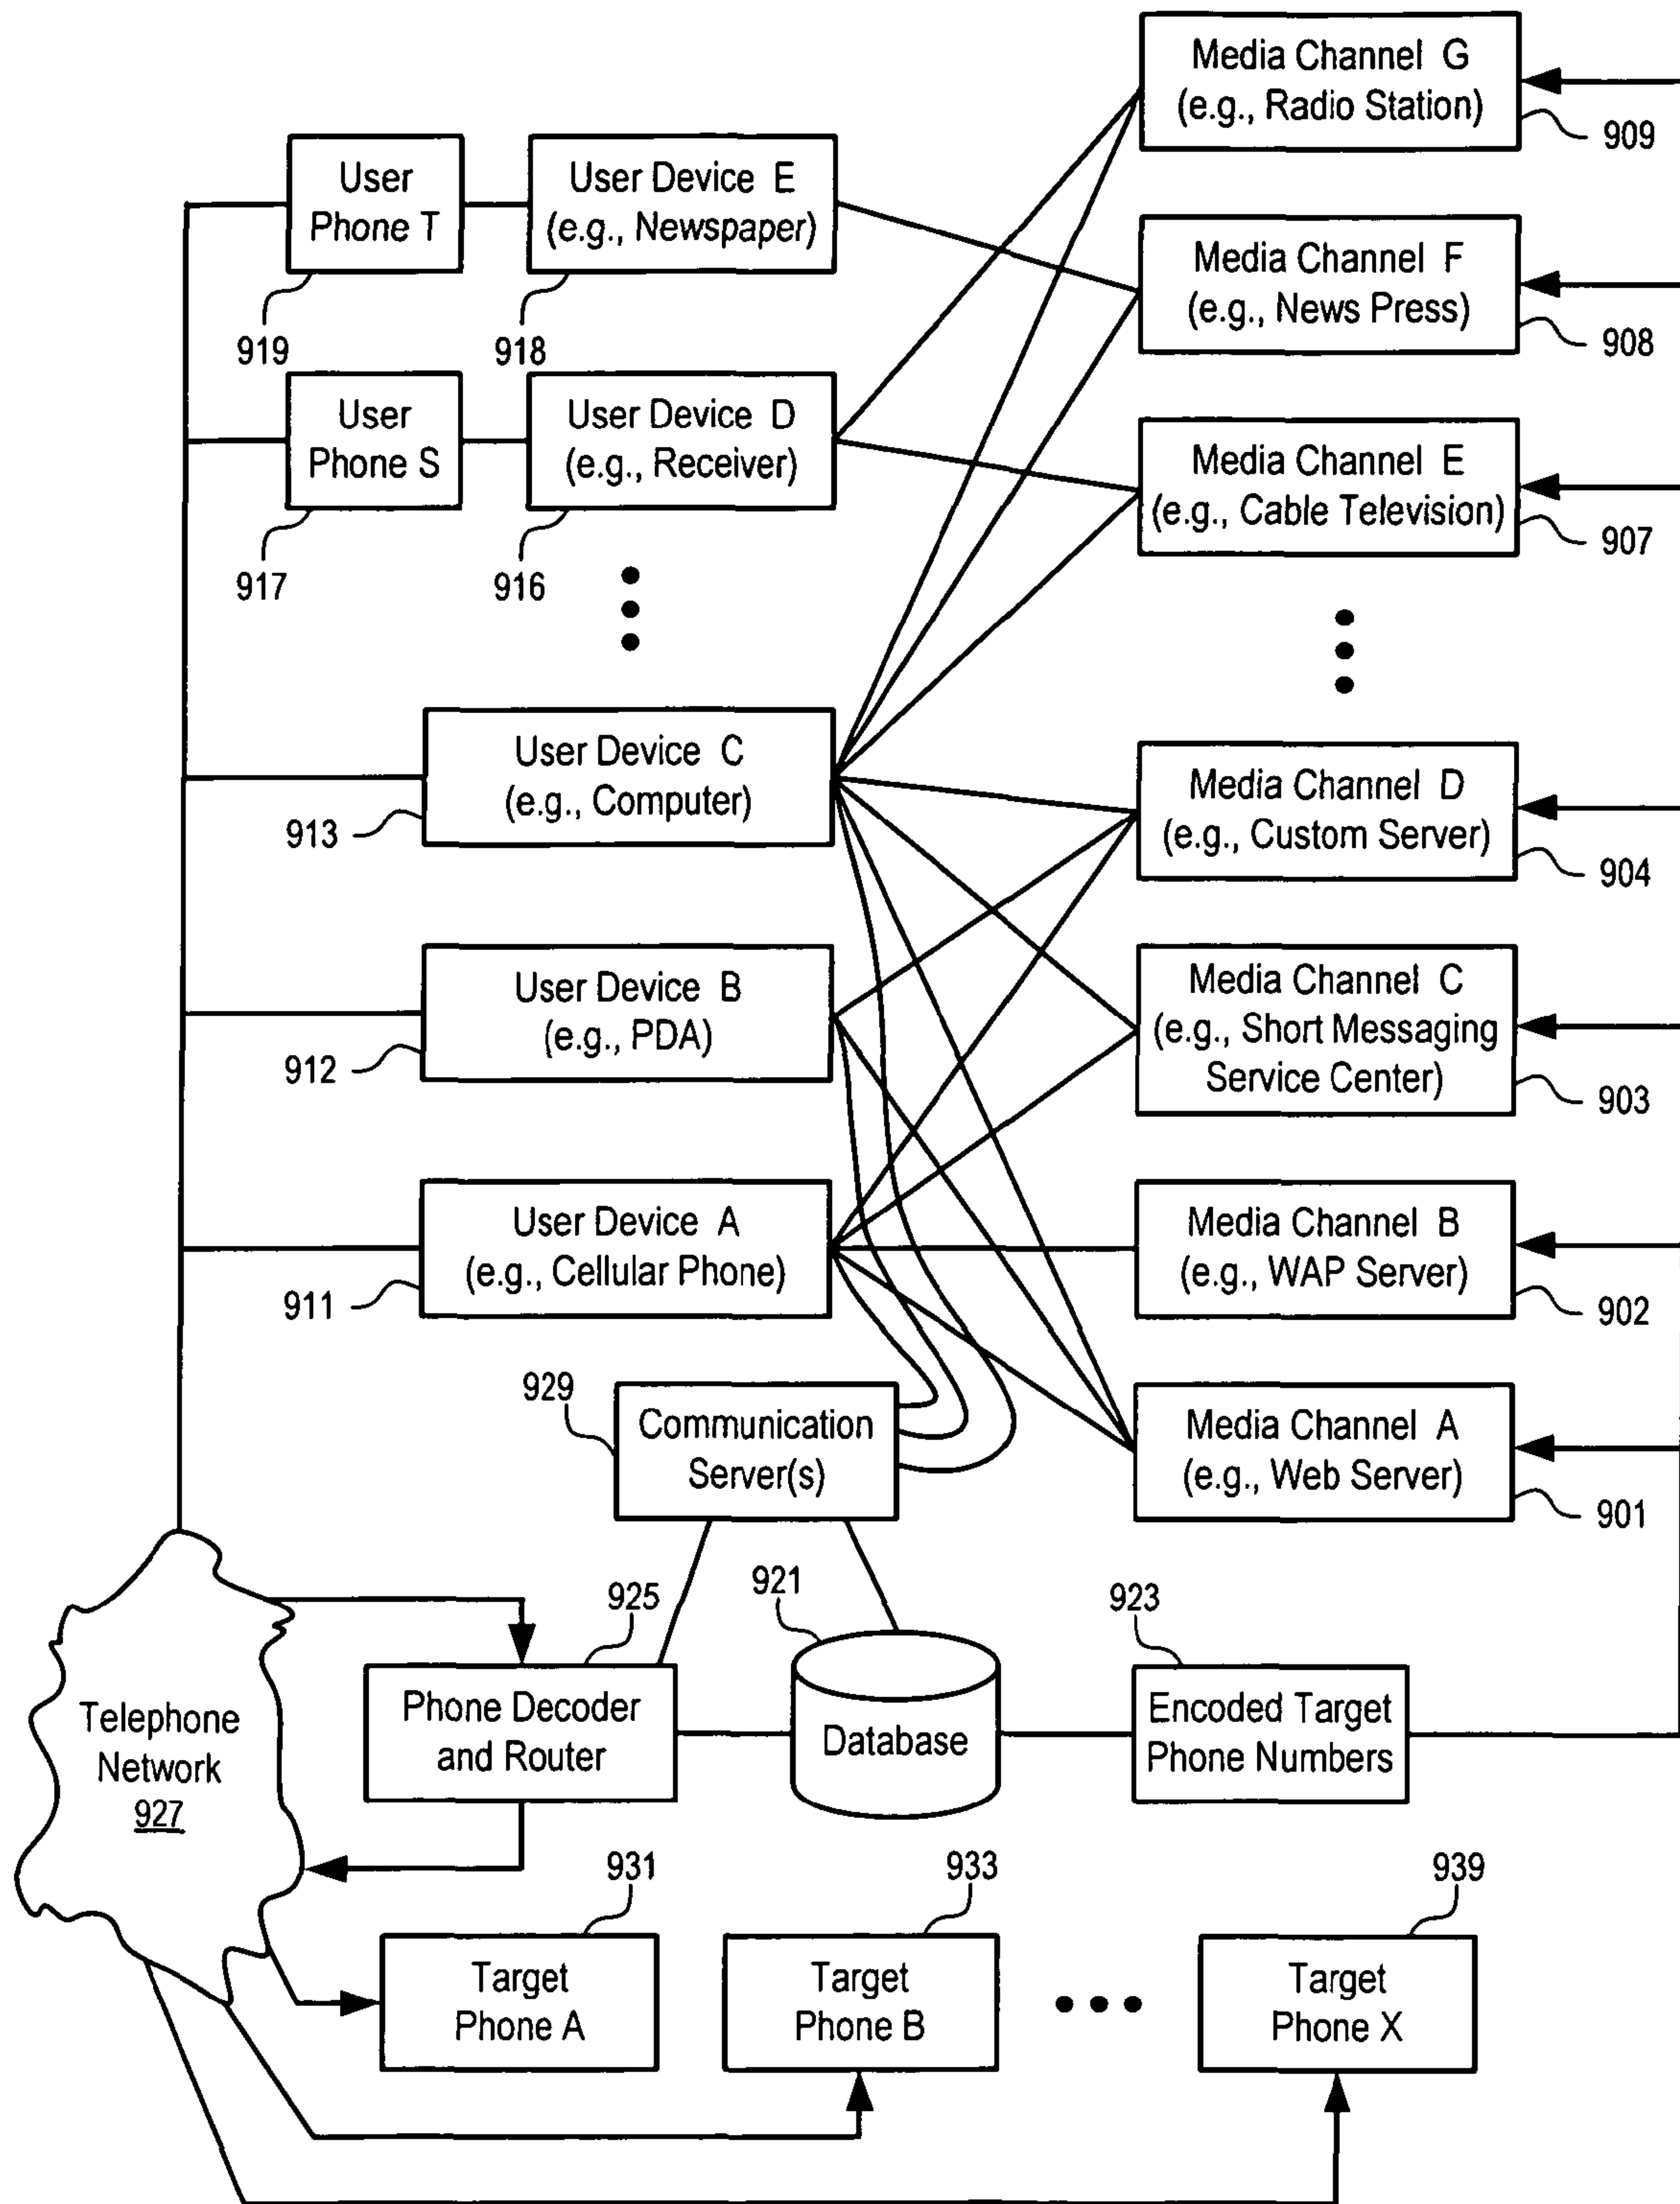 Media Channel G
(e.g., Radio Station)
909
User
Phone T
919
User Device E
(e.g., Newspaper)
918
Media Channel F
(e.g., News Press)
908
User
Phone S
917
User Device D
(e.g., Receiver)
916
Media Channel E
(e.g., Cable Television)
907
User Device C
(e.g., Computer)
913
Media Channel D
(e.g., Custom Server)
904
User Device B
(e.g., PDA)
912
Media Channel C
(e.g., Short Messaging
Service Center)
903
User Device A
(e.g., Cellular Phone)
911
Media Channel B
(e.g., WAP Server)
902
929
Communication
Server(s)
Media Channel A
(e.g., Web Server)
901
Telephone
Network
927
925
Phone Decoder
and Router
921
Database
923
Encoded Target
Phone Numbers
931
Target
Phone A
933
Target
Phone B
939
Target
Phone X